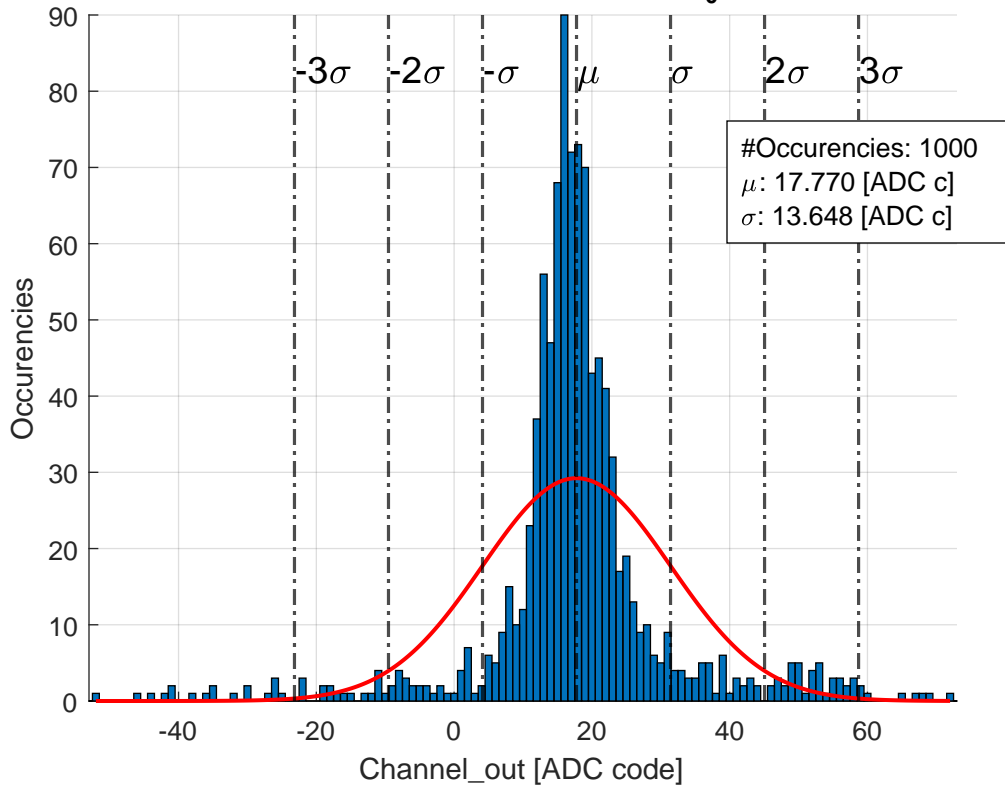 90
80
70
60
50
40
30
20
10
0
Occurencies
-3σ -2σ -σ μ σ 2σ 3σ
#Occurencies: 1000
μ: 17.770 [ADC c]
σ: 13.648 [ADC c]
-40 -20 0 20 40 60
Channel_out [ADC code]